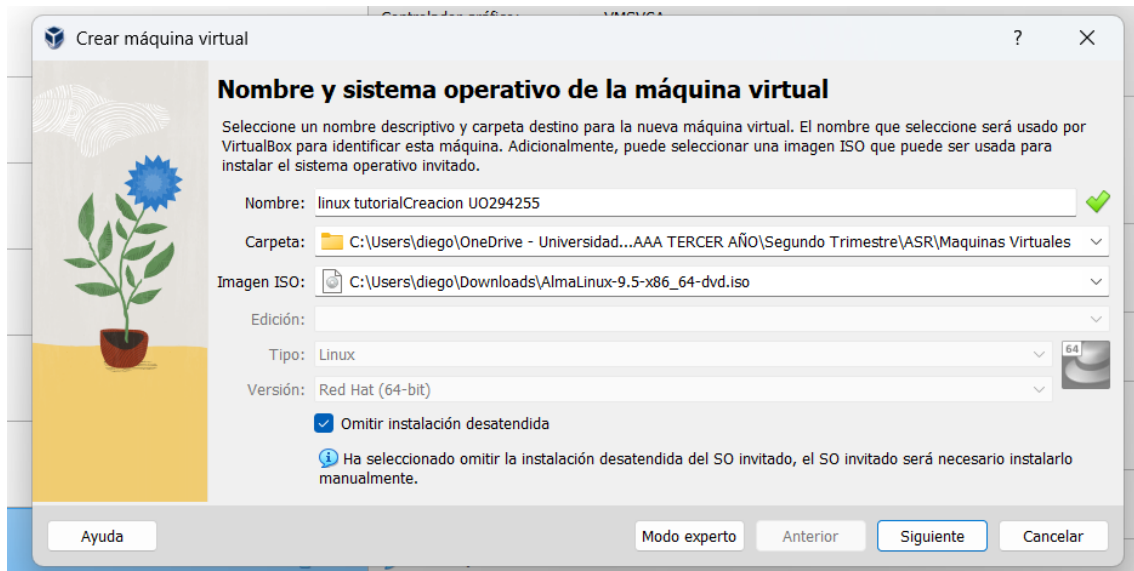 Crear máquina virtual
?
Nombre y sistema operativo de la máquina virtual
Seleccione un nombre descriptivo y carpeta destino para la nueva máquina virtual. El nombre que seleccione será usado por
VirtualBox para identificar esta máquina. Adicionalmente, puede seleccionar una imagen ISO que puede ser usada para
instalar el sistema operativo invitado.
Nombre: linux tutorialCreacion UO294255
Carpeta: C:\Users\diego\OneDrive - Universidad...AAA TERCER AÑO\Segundo Trimestre\ASR\Maquinas Virtuales
Imagen ISO: C:\Users\diego\Downloads\AlmaLinux-9.5-x86_64-dvd.iso
Edición:
Tipo: Linux
64
Versión: Red Hat (64-bit)
Omitir instalación desatendida
Ha seleccionado omitir la instalación desatendida del SO invitado, el SO invitado será necesario instalarlo
manualmente.
Ayuda Modo experto Anterior Siguiente Cancelar